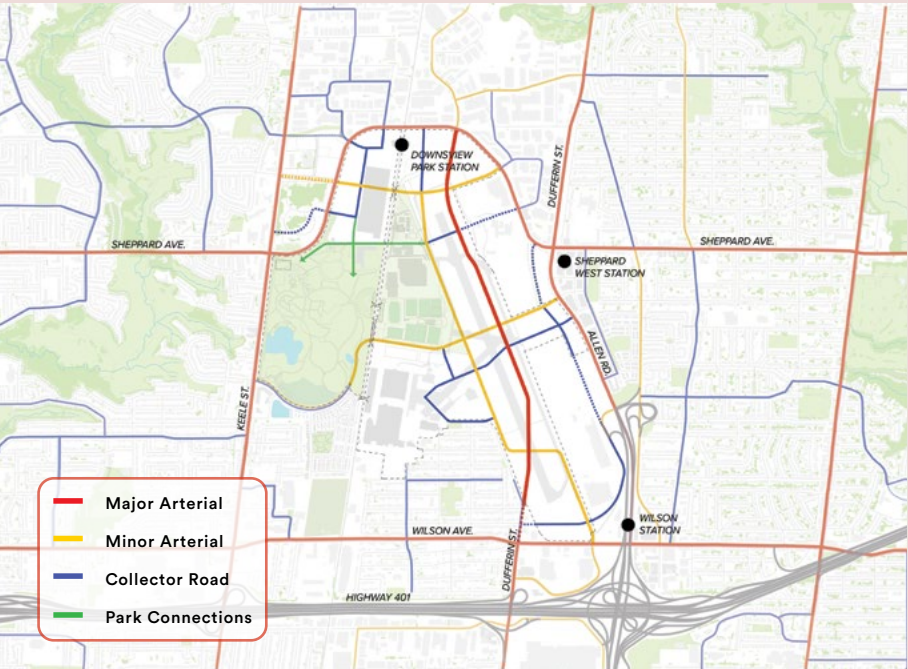 DOWNSVIEW
PARK STATION
DUFFERIN ST.
SHEPPARD AVE.
SHEPPARD AVE.
SHEPPARD
WEST STATION
ALLEN RD.
KEELE ST.
Major Arterial
Minor Arterial
Collector Road
Park Connections
WILSON AVE.
WILSON
STATION
DUFFERIN ST.
HIGHWAY 401